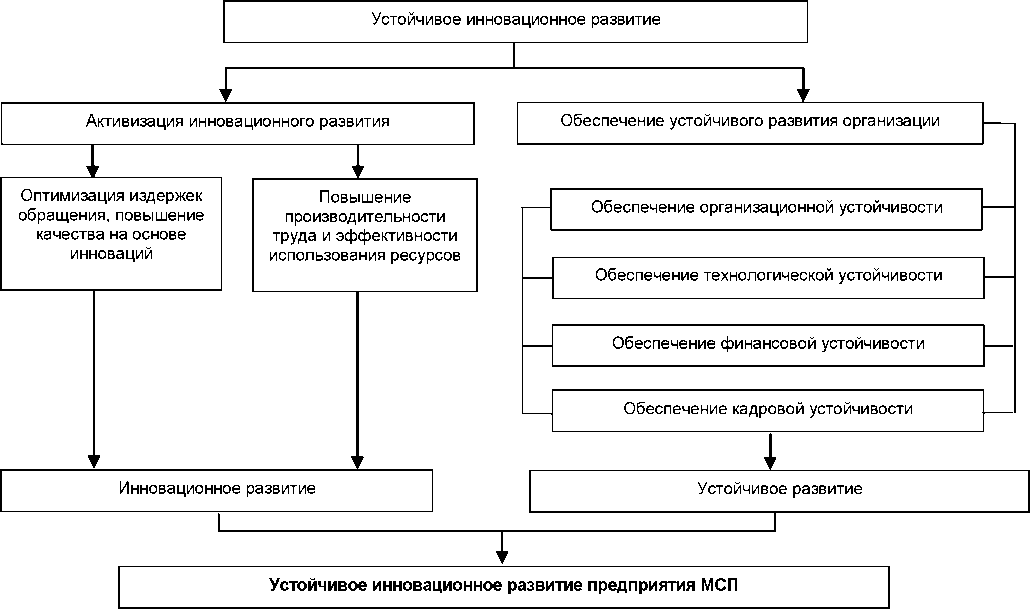 Устойчивое инновационное развитие
Активизация инновационного развития
Обеспечение устойчивого развития организации
Оптимизация издержек
обращения, повышение
качества на основе
инноваций
Повышение
производительности
труда и эффективности
использования ресурсов
Обеспечение организационной устойчивости
Обеспечение технологической устойчивости
Обеспечение финансовой устойчивости
Обеспечение кадровой устойчивости
Инновационное развитие
Устойчивое развитие
Устойчивое инновационное развитие предприятия МСП